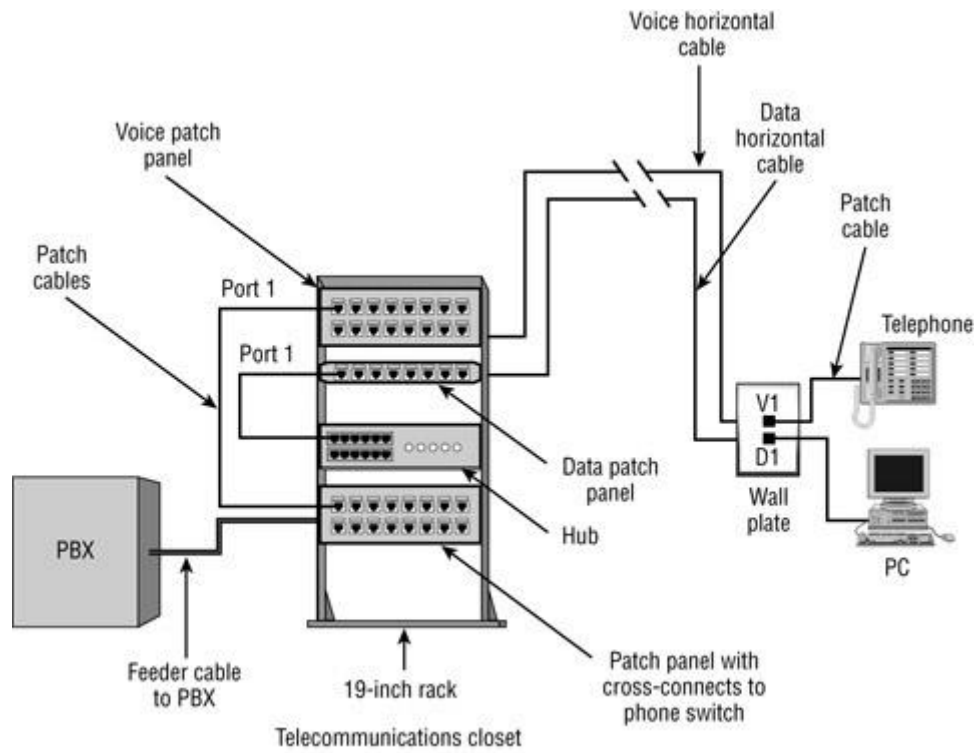 Voice horizontal
cable
Data
horizontal
cable
Voice patch
panel
Patch
cable
Patch
cables
Port 1
Telephone
Port 1
V1
D1
Data patch
panel
Wall
plate
Hub
PBX
PC
Feeder cable
to PBX
19-inch rack
Patch panel with
cross-connects to
phone switch
Telecommunications closet